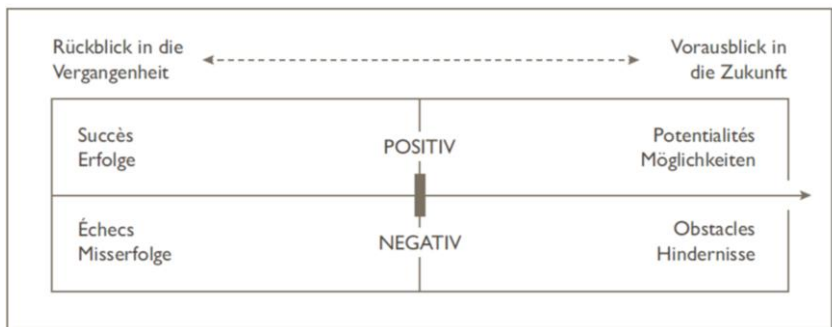 Rückblick in die
Vergangenheit
Vorausblick in
die Zukunft
Succès
Erfolge
POSITIV
Potentialités
Möglichkeiten
Échecs
Misserfolge
NEGATIV
Obstacles
Hindernisse